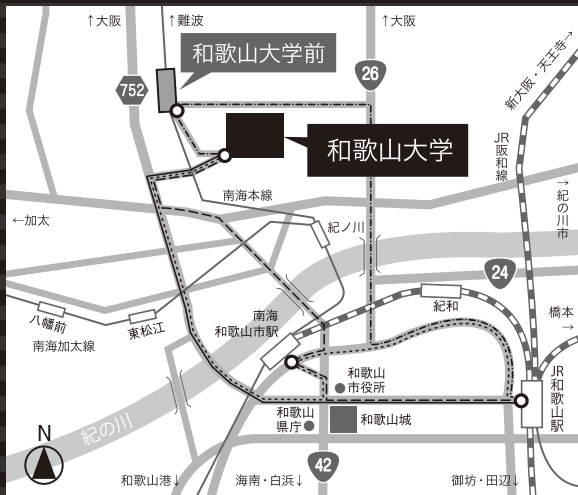 ↑大阪
↑難波
↑大阪
和歌山大学前
26
新大阪・天王寺→
752
和歌山大学
JR
阪和線
南海本線
→紀の川市
←加太
紀ノ川
24
八幡前
東松江
南海
和歌山市駅
紀和
橋本
→
南海加太線
和歌山
市役所
JR和歌山駅
紀の川
和歌山
県庁
和歌山城
N
42
和歌山港↓
海南・白浜↓
御坊・田辺↓